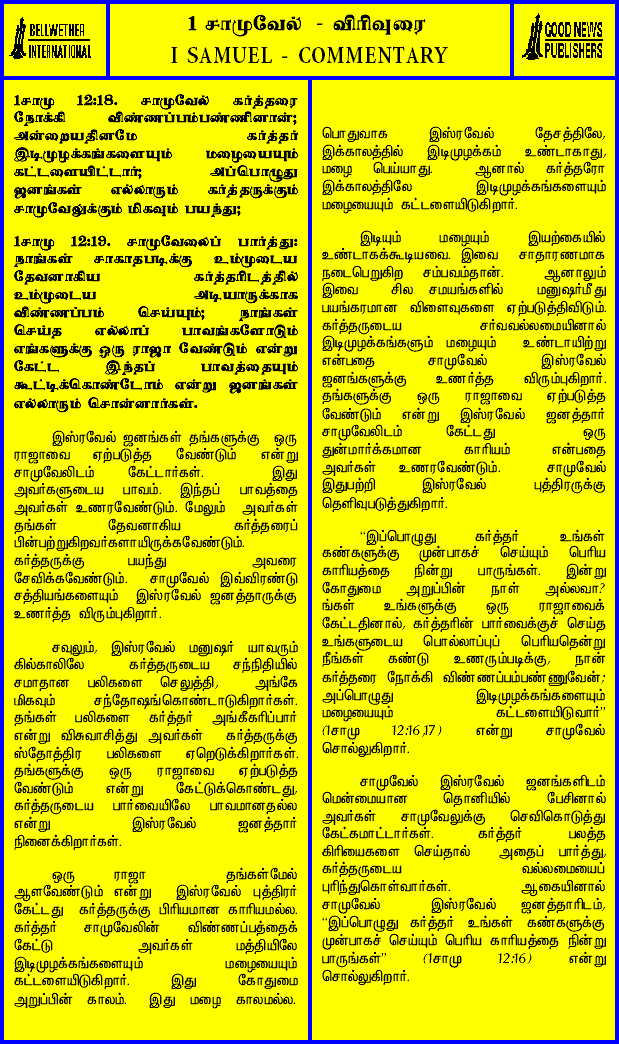 BELLWETHER
INTERNATIONAL
1 சாமுவேல் - விரிவுரை
I SAMUEL - COMMENTARY
GOOD NEWS
PUBLISHERS
1சாமு 12:18. சாமுவேல் கர்த்தரை
நோக்கி விண்ணப்பம்பண்ணினான்;
அன்றையதினமே கர்த்தர்
இடிமுழக்கங்களையும் மழையையும்
கட்டளையிட்டார்; அப்பொழுது
ஜனங்கள் எல்லாரும் கர்த்தருக்கும்
சாமுவேலுக்கும் மிகவும் பயந்து;
1சாமு 12:19. சாமுவேலைப் பார்த்து:
நாங்கள் சாகாதபடிக்கு உம்முடைய
தேவனாகிய கர்த்தரிடத்தில்
உம்முடைய அடியாருக்காக
விண்ணப்பம் செய்யும்; நாங்கள்
செய்த எல்லாப் பாவங்களோடும்
எங்களுக்கு ஒரு ராஜா வேண்டும் என்று
கேட்ட இந்தப் பாவத்தையும்
கூட்டிக்கொண்டோம் என்று ஜனங்கள்
எல்லாரும் சொன்னார்கள்.
இஸ்ரவேல் ஜனங்கள் தங்களுக்கு ஒரு
ராஜாவை ஏற்படுத்த வேண்டும் என்று
சாமுவேலிடம் கேட்டார்கள். இது
அவர்களுடைய பாவம். இந்தப் பாவத்தை
அவர்கள் உணரவேண்டும். மேலும் அவர்கள்
தங்கள் தேவனாகிய கர்த்தரைப்
பின்பற்றுகிறவர்களாயிருக்கவேண்டும்.
கர்த்தருக்கு பயந்து அவரை
சேவிக்கவேண்டும். சாமுவேல் இவ்விரண்டு
சத்தியங்களையும் இஸ்ரவேல் ஜனத்தாருக்கு
உணர்த்த விரும்புகிறார்.
சவுலும், இஸ்ரவேல் மனுஷர் யாவரும்
கில்காலிலே கர்த்தருடைய சந்நிதியில்
சமாதான பலிகளை செலுத்தி, அங்கே
மிகவும் சந்தோஷங்கொண்டாடுகிறார்கள்.
தங்கள் பலிகளை கர்த்தர் அங்கீகரிப்பார்
என்று விசுவாசித்து அவர்கள் கர்த்தருக்கு
ஸ்தோத்திர பலிகளை ஏறெடுக்கிறார்கள்.
தங்களுக்கு ஒரு ராஜாவை ஏற்படுத்த
வேண்டும் என்று கேட்டுக்கொண்டது,
கர்த்தருடைய பார்வையிலே பாவமானதல்ல
என்று இஸ்ரவேல் ஜனத்தார்
நினைக்கிறார்கள்.
ஒரு ராஜா தங்கள்மேல்
ஆளவேண்டும் என்று இஸ்ரவேல் புத்திரர்
கேட்டது கர்த்தருக்கு பிரியமான காரியமல்ல.
கர்த்தர் சாமுவேலின் விண்ணப்பத்தைக்
கேட்டு அவர்கள் மத்தியிலே
இடிமுழக்கங்களையும் மழையையும்
கட்டளையிடுகிறார். இது கோதுமை
அறுப்பின் காலம். இது மழை காலமல்ல.
பொதுவாக இஸ்ரவேல் தேசத்திலே,
இக்காலத்தில் இடிமுழக்கம் உண்டாகாது,
மழை பெய்யாது. ஆனால் கர்த்தரோ
இக்காலத்திலே இடிமுழக்கங்களையும்
மழையையும் கட்டளையிடுகிறார்.
இடியும் மழையும் இயற்கையில்
உண்டாகக்கூடியவை. இவை சாதாரணமாக
நடைபெறுகிற சம்பவம்தான். ஆனாலும்
இவை சில சமயங்களில் மனுஷர்மீது
பயங்கரமான விளைவுகளை ஏற்படுத்திவிடும்.
கர்த்தருடைய சர்வவல்லமையினால்
இடிமுழக்கங்களும் மழையும் உண்டாயிற்று
என்பதை சாமுவேல் இஸ்ரவேல்
ஜனங்களுக்கு உணர்த்த விரும்புகிறார்.
தங்களுக்கு ஒரு ராஜாவை ஏற்படுத்த
வேண்டும் என்று இஸ்ரவேல் ஜனத்தார்
சாமுவேலிடம் கேட்டது ஒரு
துன்மார்க்கமான காரியம் என்பதை
அவர்கள் உணரவேண்டும். சாமுவேல்
இதுபற்றி இஸ்ரவேல் புத்திரருக்கு
தெளிவுபடுத்துகிறார்.
“இப்பொழுது கர்த்தர் உங்கள்
கண்களுக்கு முன்பாகச் செய்யும் பெரிய
காரியத்தை நின்று பாருங்கள். இன்று
கோதுமை அறுப்பின் நாள் அல்லவா?
ங்கள் உங்களுக்கு ஒரு ராஜாவைக்
கேட்டதினால், கர்த்தரின் பார்வைக்குச் செய்த
உங்களுடைய பொல்லாப்புப் பெரியதென்று
நீங்கள் கண்டு உணரும்படிக்கு, நான்
கர்த்தரை நோக்கி விண்ணப்பம்பண்ணுவேன்;
அப்பொழுது இடிமுழக்கங்களையும்
மழையையும் கட்டளையிடுவார்”
(1சாமு 12:16,17) என்று சாமுவேல்
சொல்லுகிறார்.
சாமுவேல் இஸ்ரவேல் ஜனங்களிடம்
மென்மையான தொனியில் பேசினால்
அவர்கள் சாமுவேலுக்கு செவிகொடுத்து
கேட்கமாட்டார்கள். கர்த்தர் பலத்த
கிரியைகளை செய்தால் அதைப் பார்த்து,
கர்த்தருடைய வல்லமையைப்
புரிந்துகொள்வார்கள். ஆகையினால்
சாமுவேல் இஸ்ரவேல் ஜனத்தாரிடம்,
“இப்பொழுது கர்த்தர் உங்கள் கண்களுக்கு
முன்பாகச் செய்யும் பெரிய காரியத்தை நின்று
பாருங்கள்” (1சாமு 12:16) என்று
சொல்லுகிறார்.